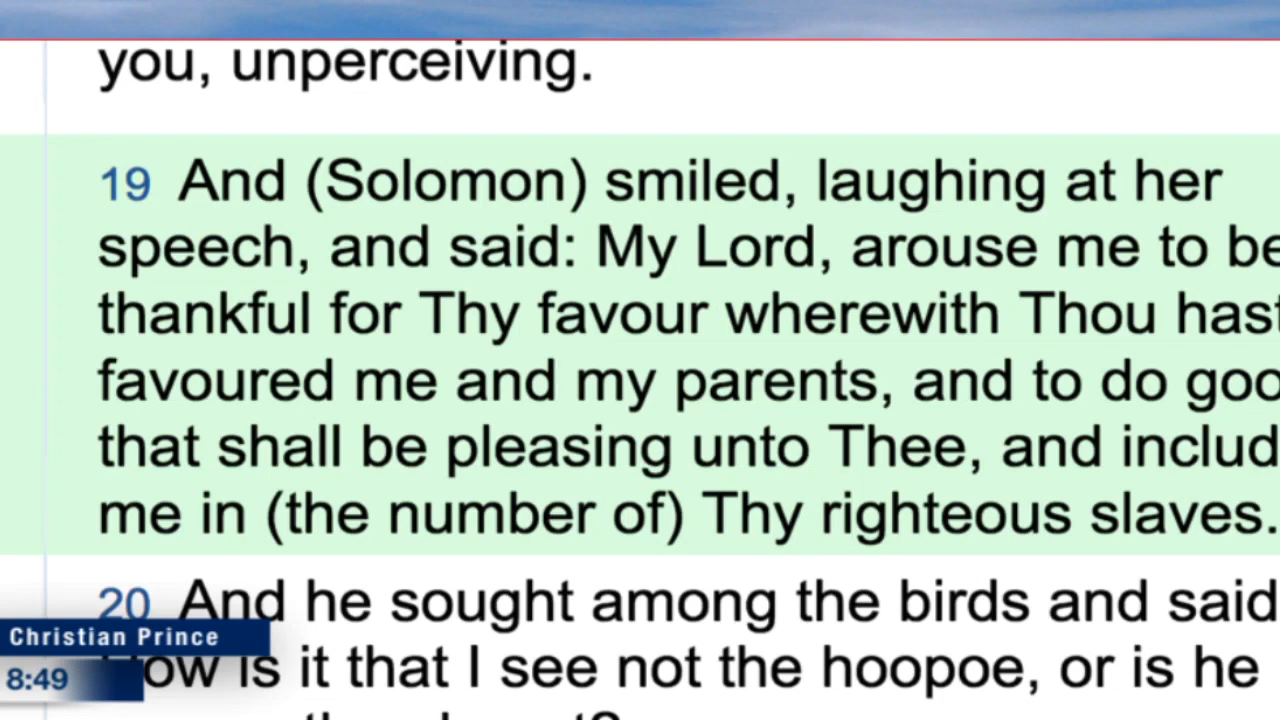 you, unperceiving.
19 And (Solomon) smiled, laughing at her
speech, and said: My Lord, arouse me to be
thankful for Thy favour wherewith Thou hast
favoured me and my parents, and to do goo
that shall be pleasing unto Thee, and includ
me in (the number of) Thy righteous slaves.
20 And he sought among the birds and said
How is it that I see not the hoopoe, or is he
Christian Prince
8:49